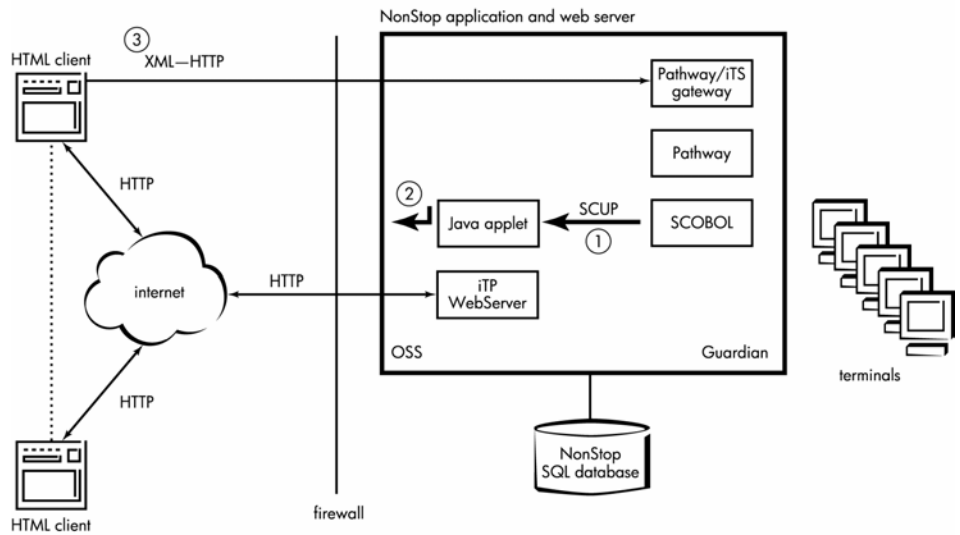 NonStop application and web server
③
HTML client
XML—HTTP
Pathway/iTS
gateway
Pathway
HTTP
②
SCUP
Java applet
①
SCOBOL
internet
HTTP
iTP
WebServer
OSS
Guardian
terminals
HTTP
NonStop
SQL database
firewall
HTML client